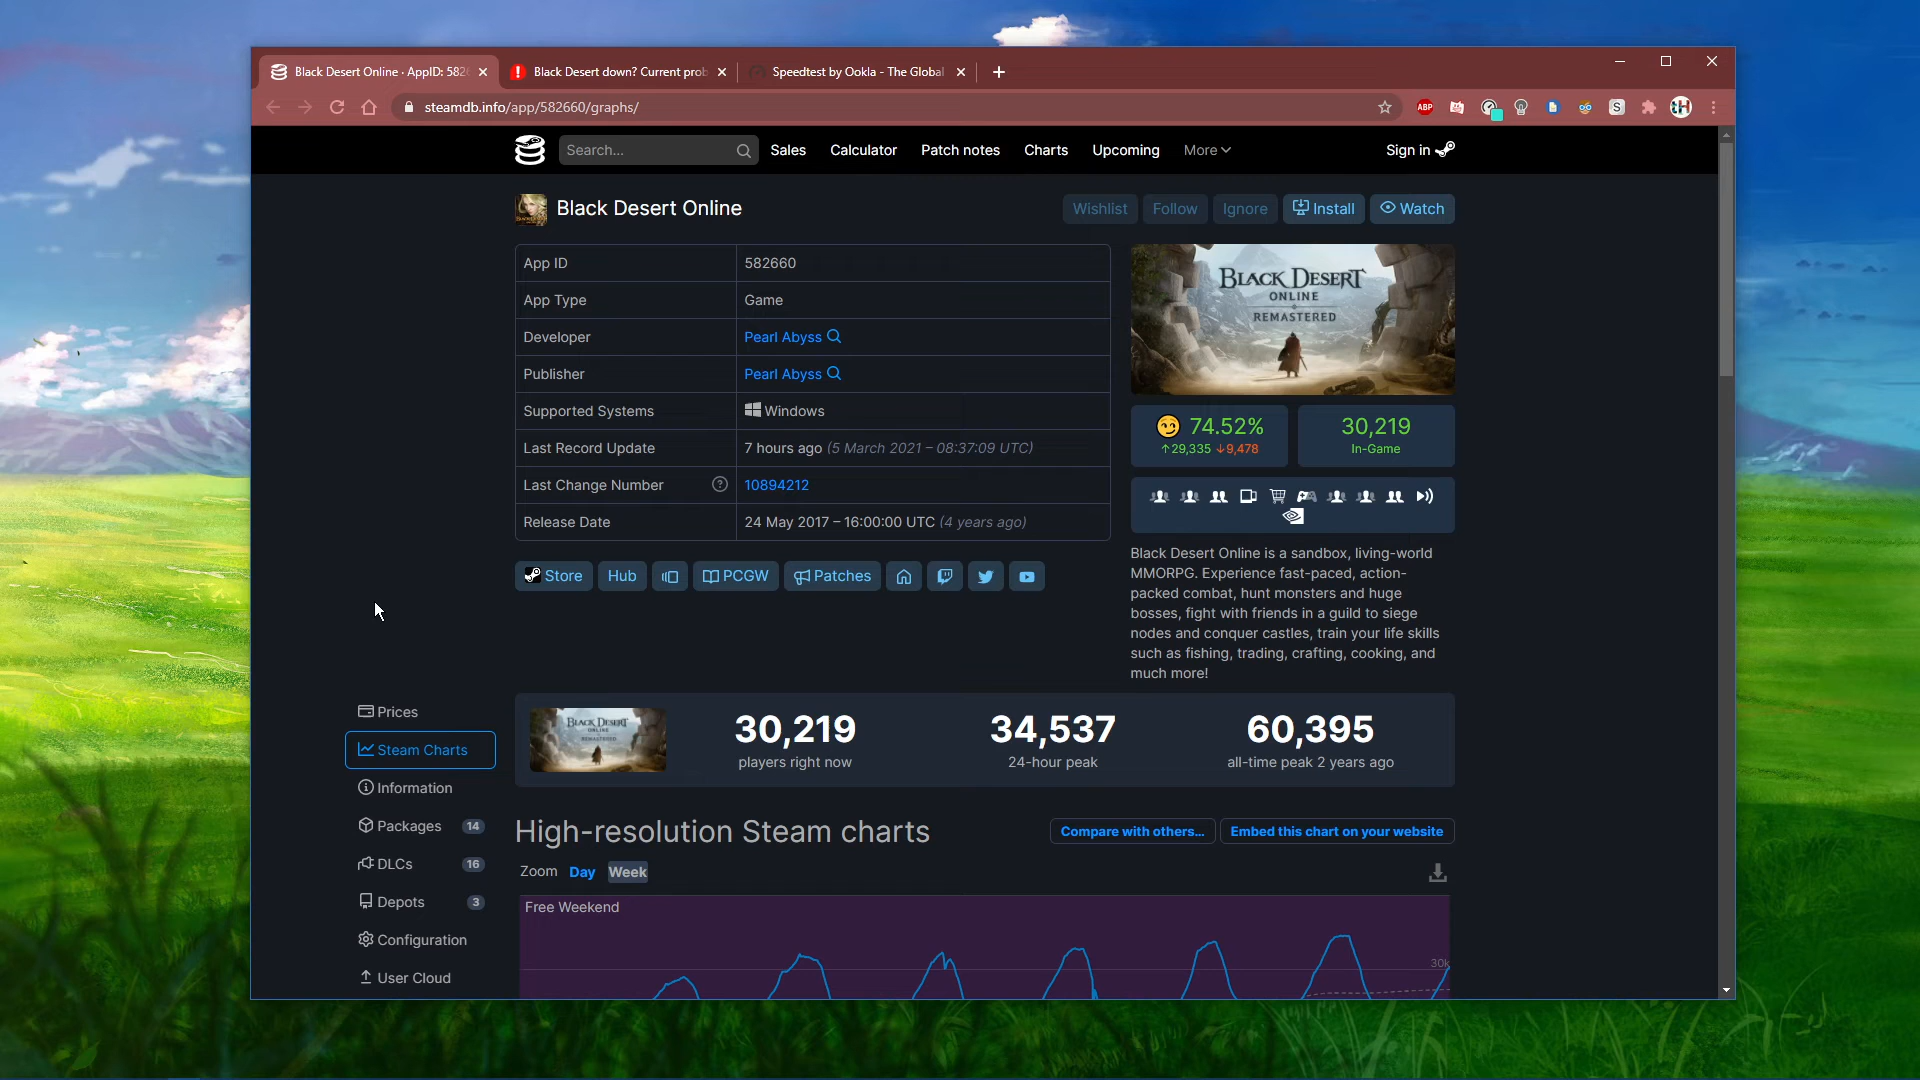 Black Desert Online · AppID: 582
Black Desert down? Current prob
Speedtest by Ookla - The Global
steamdb.info/app/582660/graphs/
ABP
S
Search...
Sales
Calculator
Patch notes
Charts
Upcoming
More
Sign in
Black Desert Online
Wishlist
Follow
Ignore
Install
Watch
App ID
582660
App Type
Game
Developer
Pearl Abyss
Publisher
Pearl Abyss
Supported Systems
Windows
Last Record Update
7 hours ago (5 March 2021 – 08:37:09 UTC)
Last Change Number
10894212
Release Date
24 May 2017 – 16:00:00 UTC (4 years ago)
BLACK DESERT
ONLINE
REMASTERED
74.52%
↑29,335 ↓9,478
30,219
In-Game
Store
Hub
PCGW
Patches
Black Desert Online is a sandbox, living-world
MMORPG. Experience fast-paced, action-
packed combat, hunt monsters and huge
bosses, fight with friends in a guild to siege
nodes and conquer castles, train your life skills
such as fishing, trading, crafting, cooking, and
much more!
Prices
Steam Charts
Information
Packages 14
DLCs 16
Depots 3
Configuration
User Cloud
BLACK DESERT
ONLINE
REMASTERED
30,219
players right now
34,537
24-hour peak
60,395
all-time peak 2 years ago
High-resolution Steam charts
Compare with others...
Embed this chart on your website
Zoom
Day
Week
Free Weekend
30k